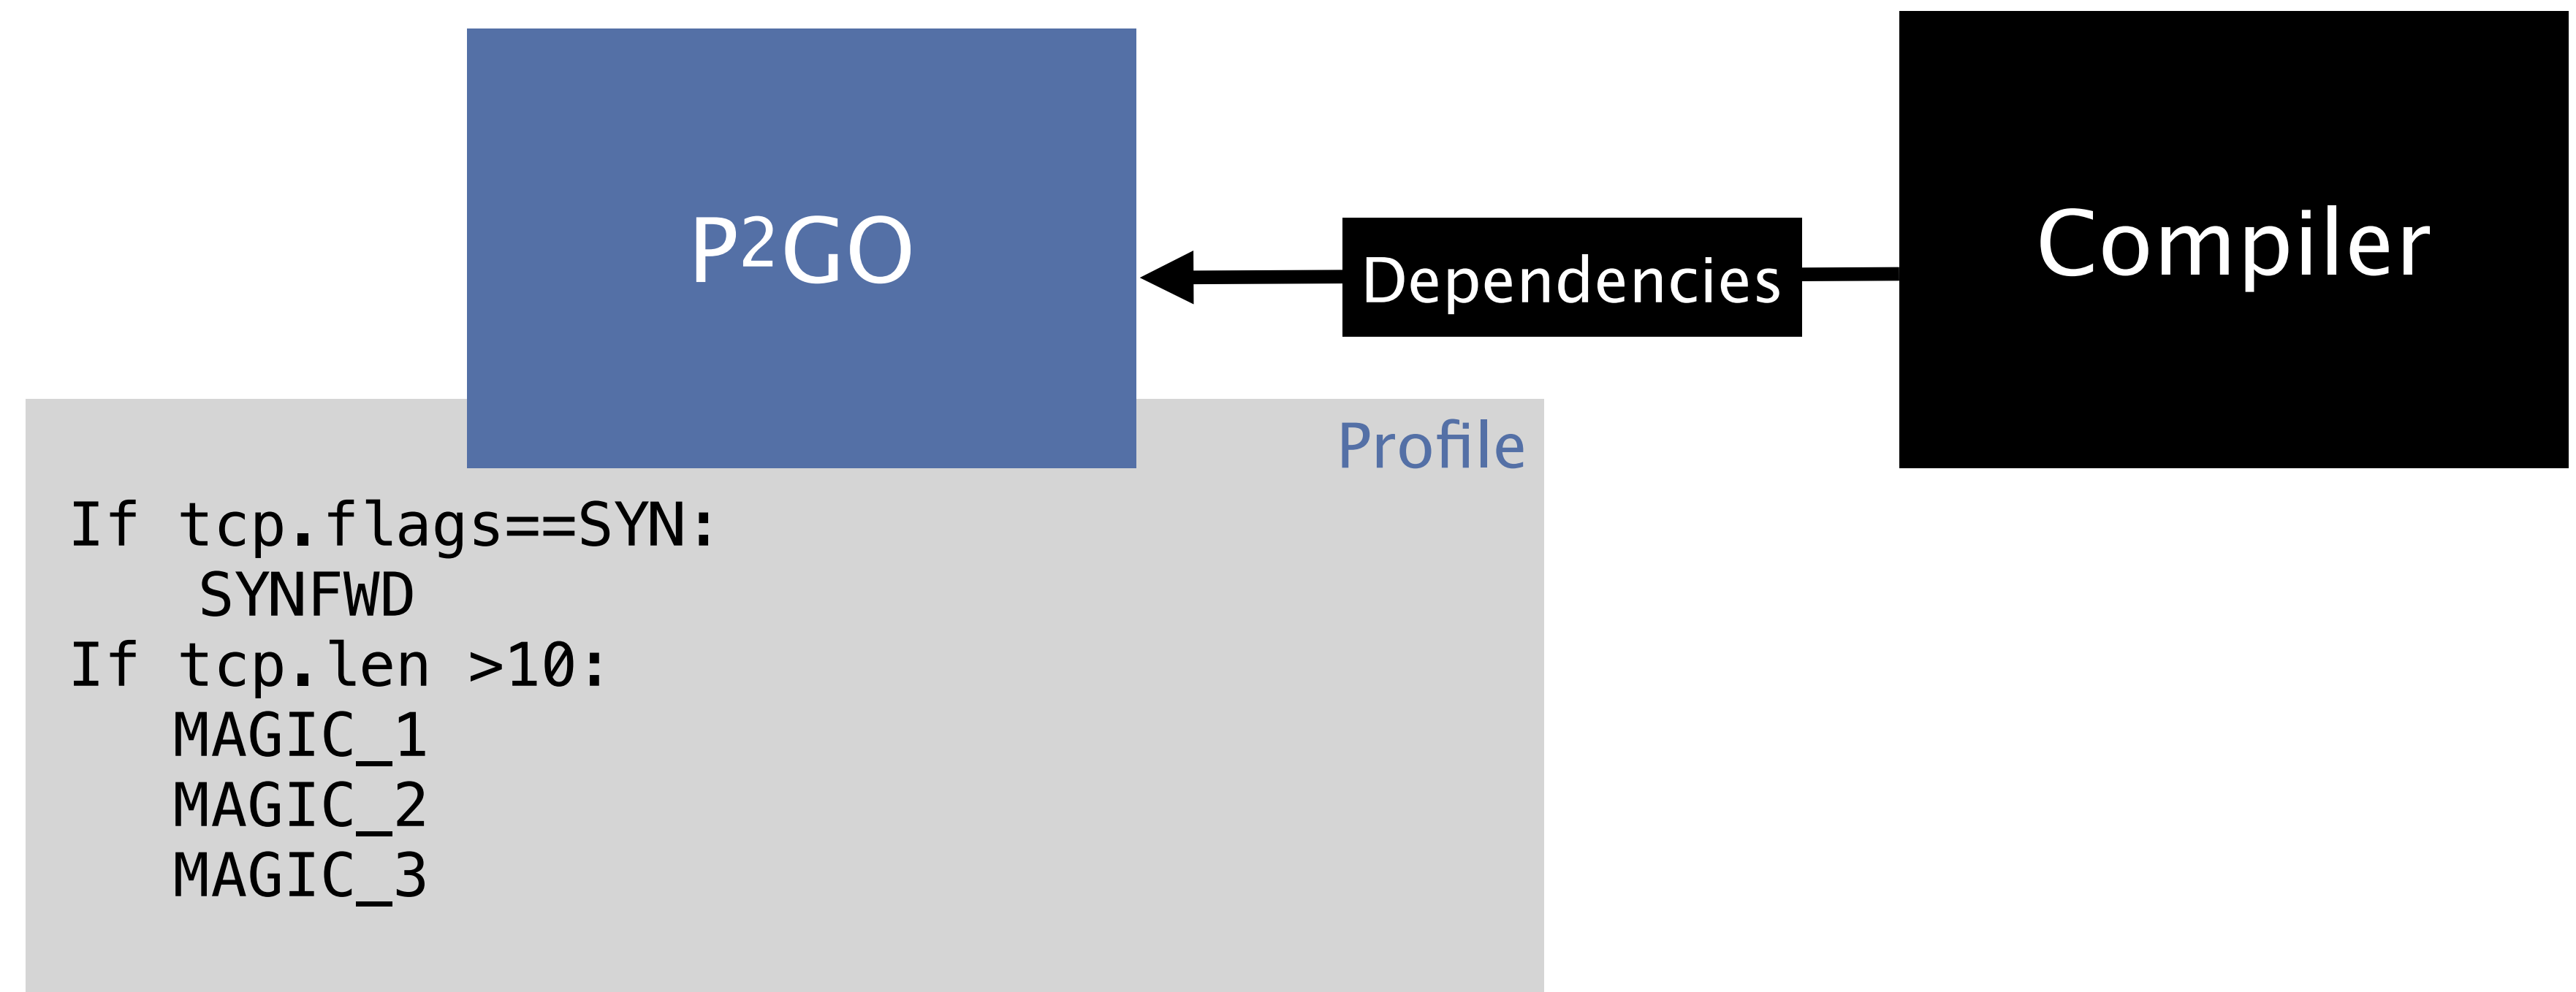 P²GO
Dependencies
Compiler
Profile
If tcp.flags==SYN:
SYNFWD
If tcp.len >10:
MAGIC_1
MAGIC_2
MAGIC_3